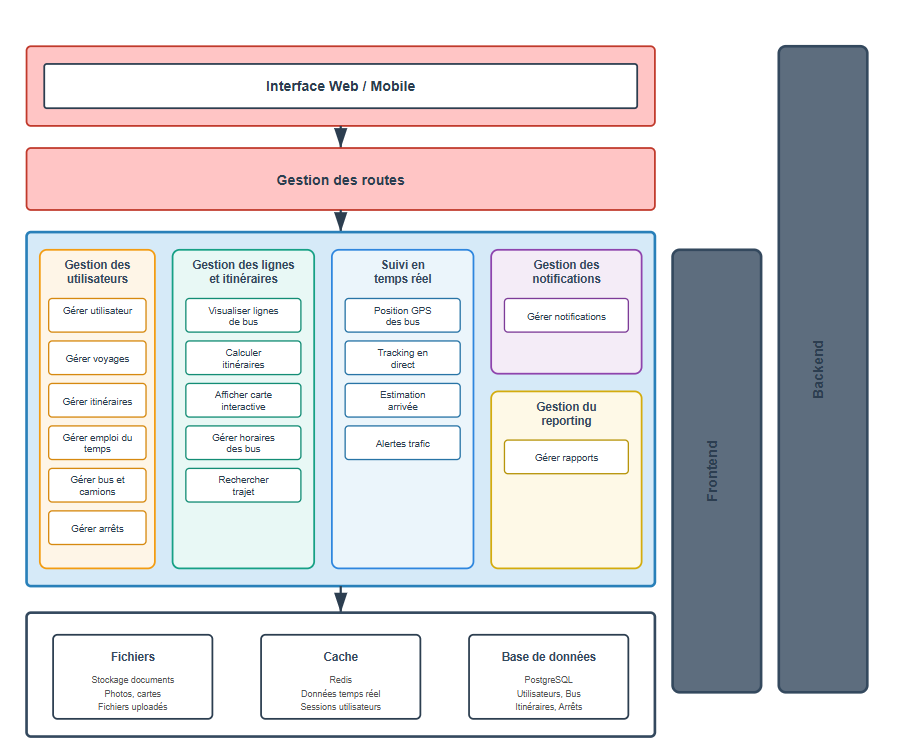 Interface Web / Mobile
Gestion des routes
Gestion des
utilisateurs
Gérer utilisateur
Gérer voyages
Gérer itinéraires
Gérer emploi du
temps
Gérer bus et
camions
Gérer arrêts
Gestion des lignes
et itinéraires
Visualiser lignes
de bus
Calculer
itinéraires
Afficher carte
interactive
Gérer horaires
des bus
Rechercher
trajet
Suivi en
temps réel
Position GPS
des bus
Tracking en
direct
Estimation
arrivée
Alertes trafic
Gestion des
notifications
Gérer notifications
Gestion du
reporting
Gérer rapports
Fichiers
Stockage documents
Photos, cartes
Fichiers uploadés
Cache
Redis
Données temps réel
Sessions utilisateurs
Base de données
PostgreSQL
Utilisateurs, Bus
Itinéraires, Arrêts
Frontend
Backend